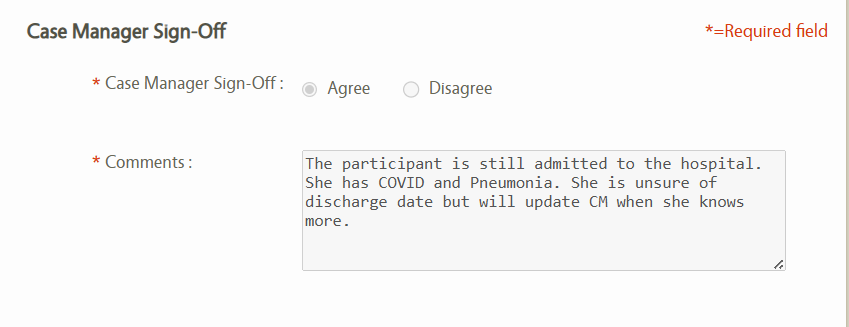 Case Manager Sign-Off
*=Required field
* Case Manager Sign-Off :
Agree
Disagree
* Comments :
The participant is still admitted to the hospital.
She has COVID and Pneumonia. She is unsure of
discharge date but will update CM when she knows
more.